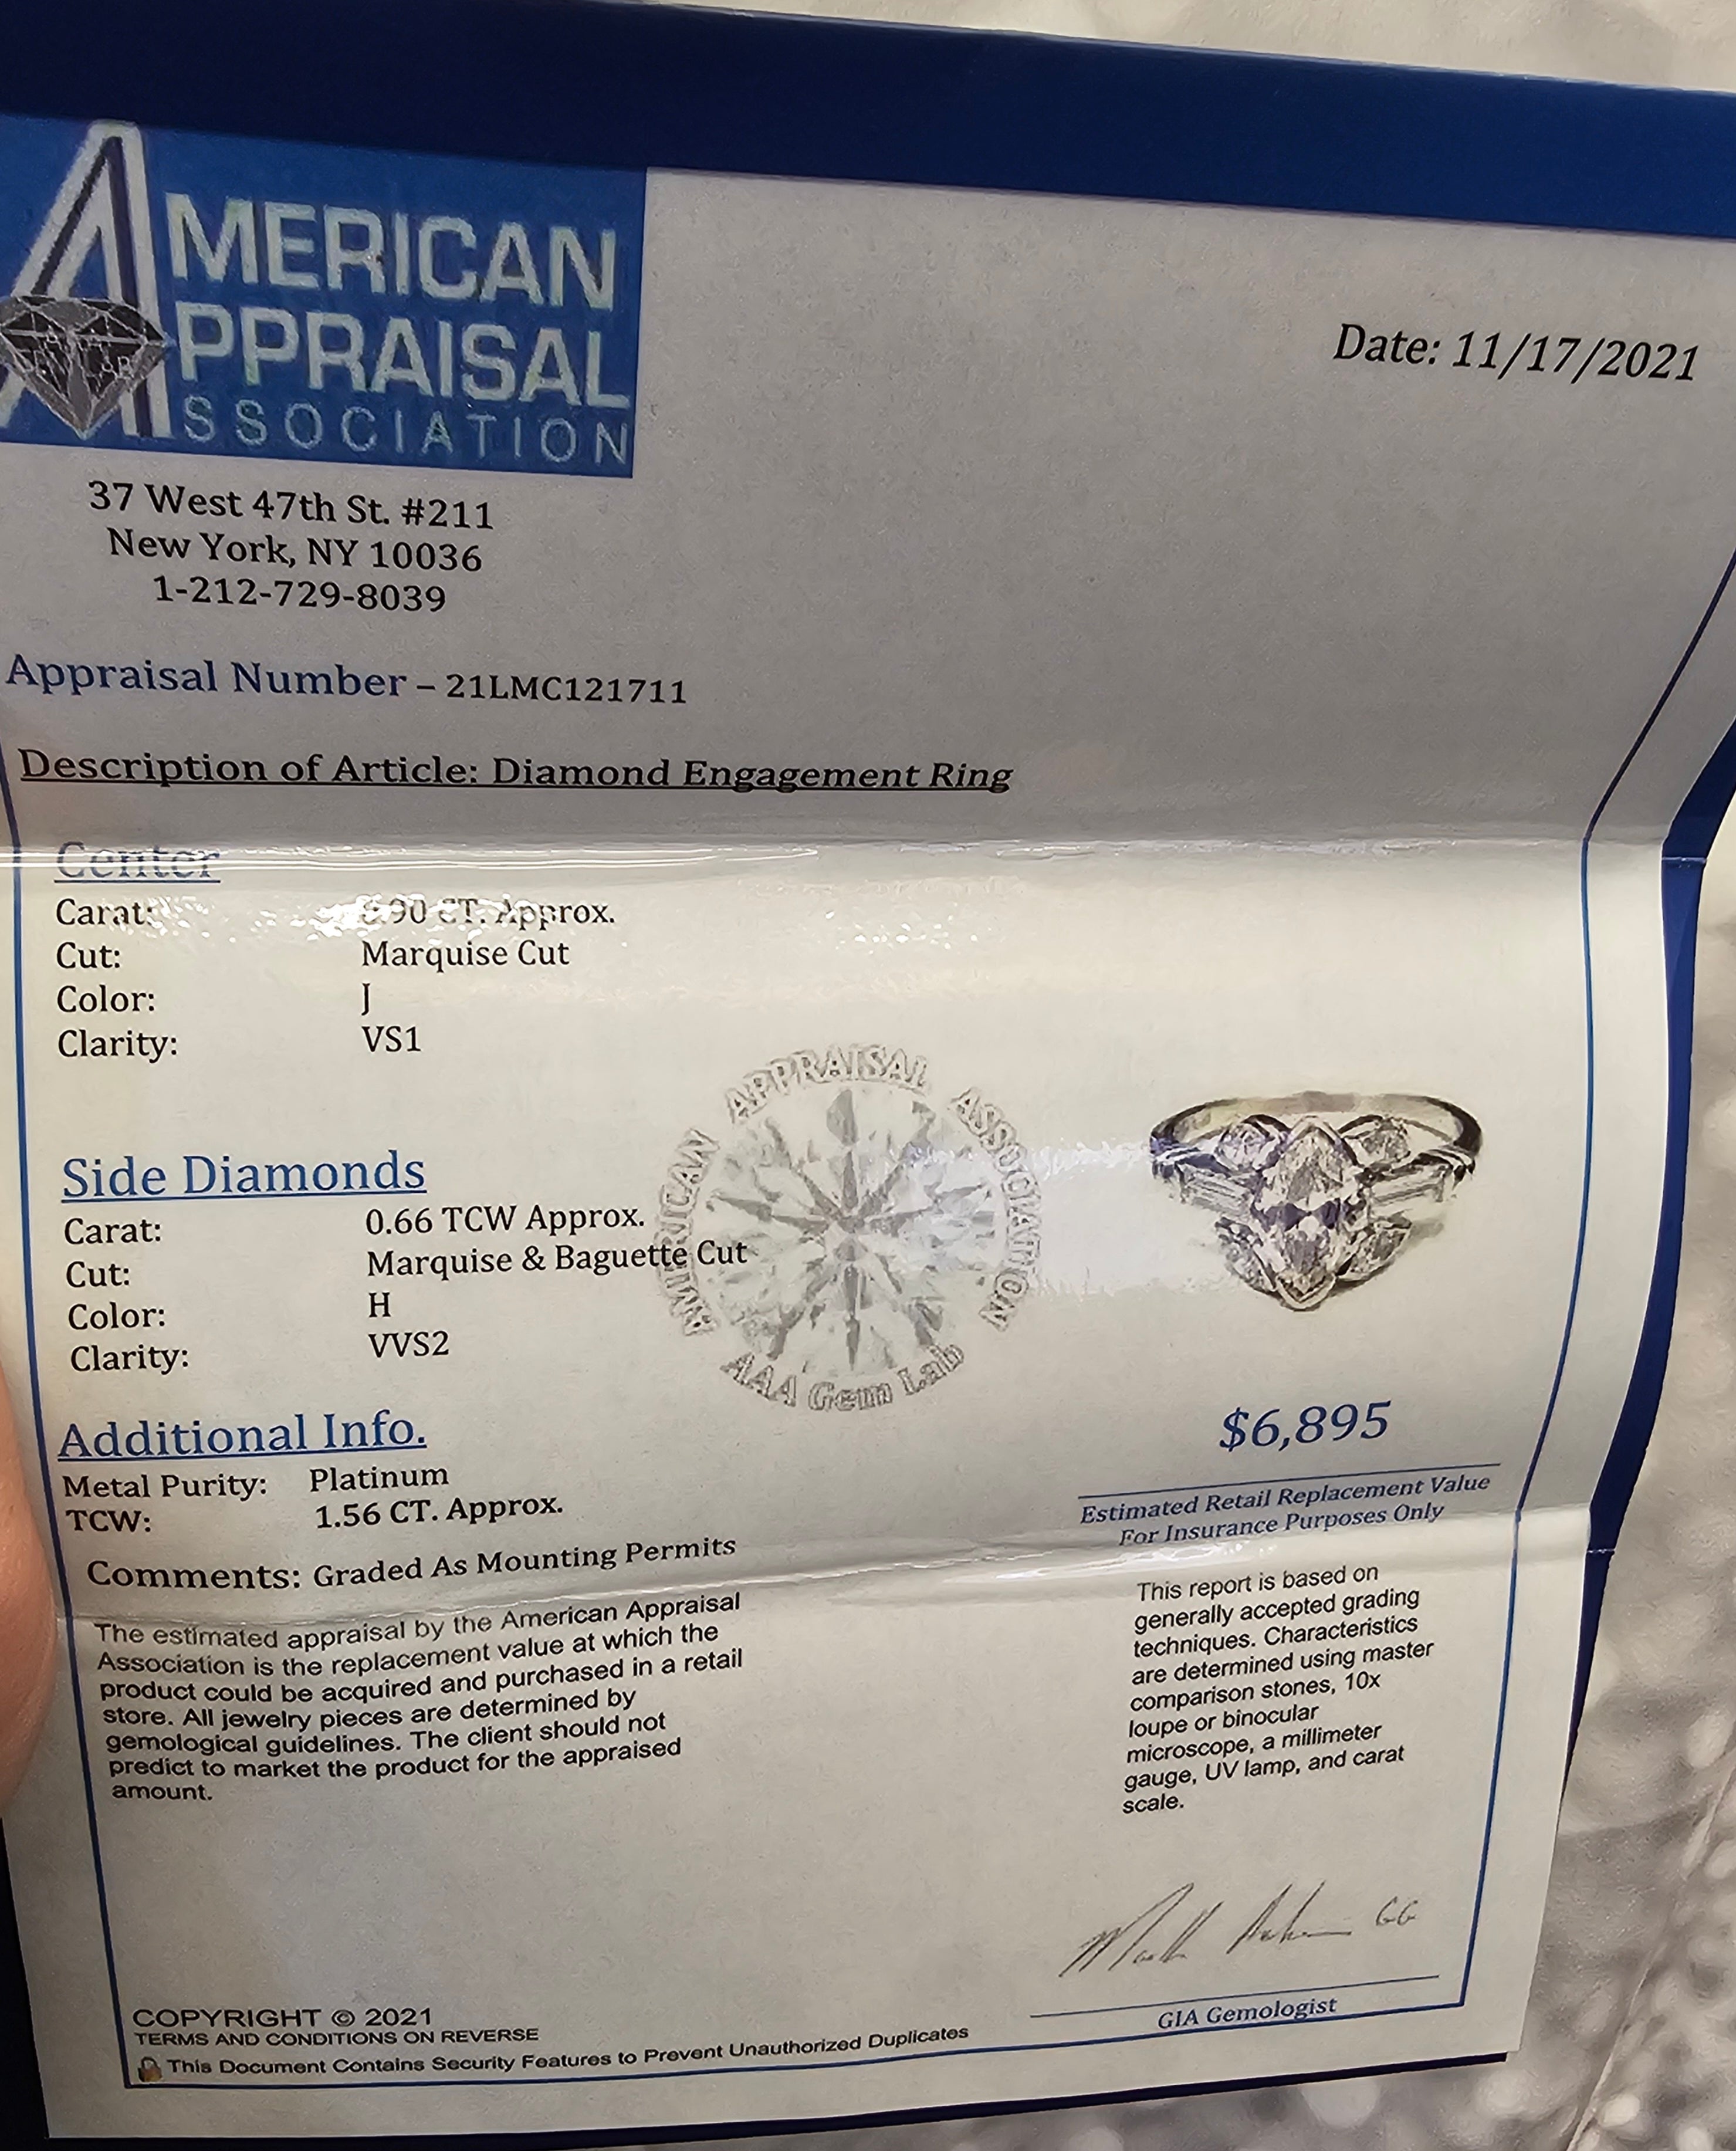 AMERICAN
APPRAISAL
ASSOCIATION
Date: 11/17/2021
37 West 47th St. #211
New York, NY 10036
1-212-729-8039
Appraisal Number – 21LMC121711
Description of Article: Diamond Engagement Ring
Center
Carat: 0.90 CT. Approx.
Cut: Marquise Cut
Color: J
Clarity: VS1
Side Diamonds
Carat: 0.66 TCW Approx.
Cut: Marquise & Baguette Cut
Color: H
Clarity: VVS2
AMERICAN APPRAISAL ASSOCIATION
AAA Gem Lab
Additional Info.
Metal Purity: Platinum
TCW: 1.56 CT. Approx.
Comments: Graded As Mounting Permits
The estimated appraisal by the American Appraisal
Association is the replacement value at which the
product could be acquired and purchased in a retail
store. All jewelry pieces are determined by
gemological guidelines. The client should not
predict to market the product for the appraised
amount.
$6,895
Estimated Retail Replacement Value
For Insurance Purposes Only
This report is based on
generally accepted grading
techniques. Characteristics
are determined using master
comparison stones, 10x
loupe or binocular
microscope, a millimeter
gauge, UV lamp, and carat
scale.
GG
GIA Gemologist
COPYRIGHT © 2021
TERMS AND CONDITIONS ON REVERSE
This Document Contains Security Features to Prevent Unauthorized Duplicates